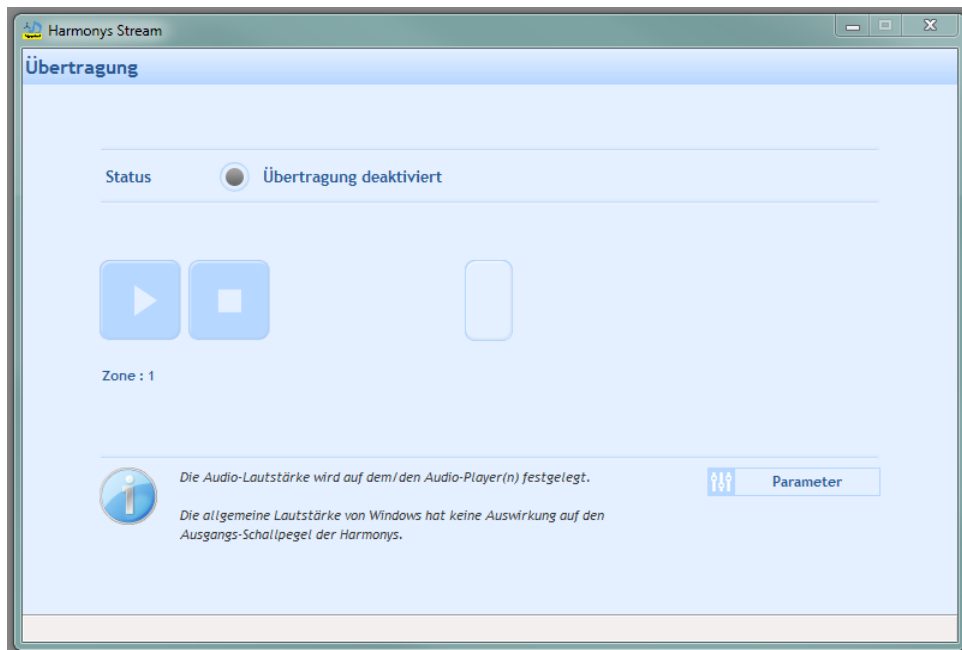 Harmonys Stream
Übertragung
Status Übertragung deaktiviert
Zone : 1
Die Audio-Lautstärke wird auf dem/den Audio-Player(n) festgelegt.
Parameter
Die allgemeine Lautstärke von Windows hat keine Auswirkung auf den
Ausgangs-Schallpegel der Harmonys.